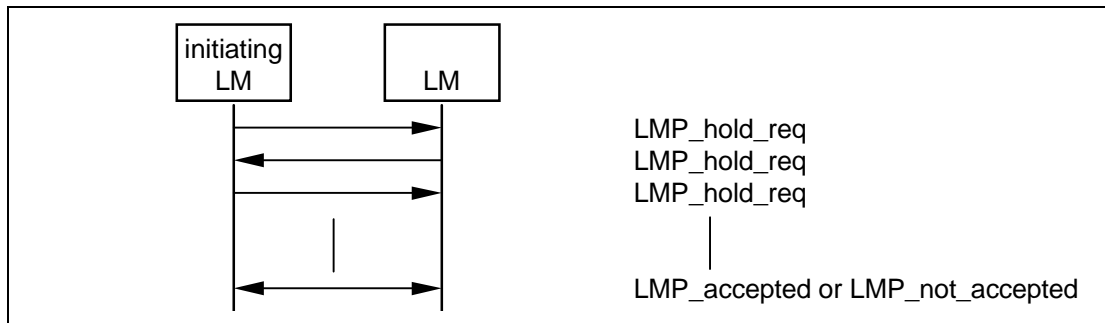 initiating
LM
LM
LMP_hold_req
LMP_hold_req
LMP_hold_req
LMP_accepted or LMP_not_accepted